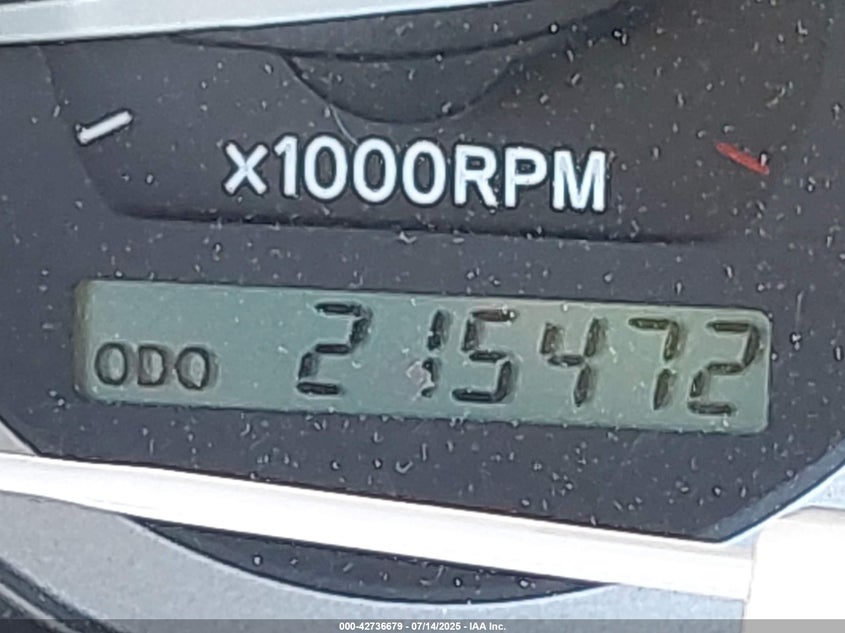 x1000RPM
ODO 215472
000-42736679 - 07/14/2025 - IAA Inc.